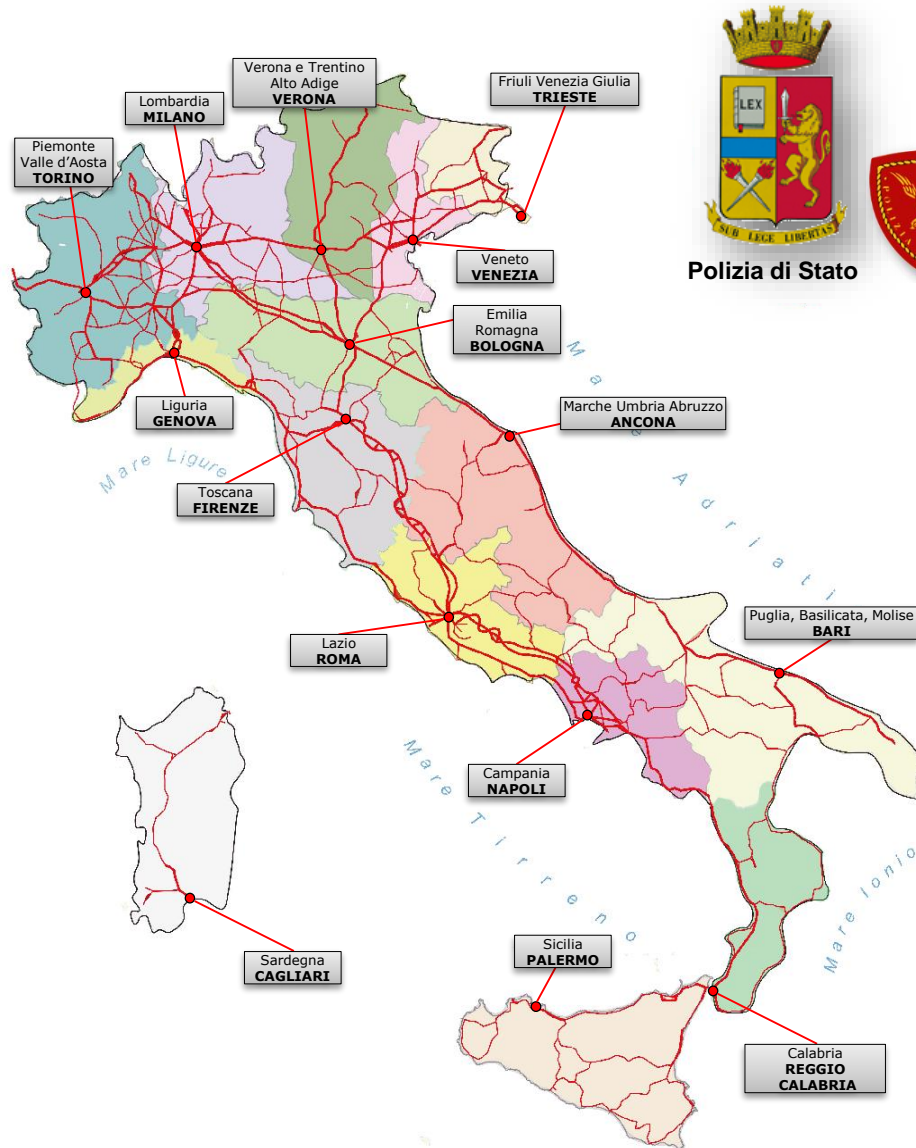 Verona e Trentino
Alto Adige
VERONA
Friuli Venezia Giulia
TRIESTE
Lombardia
MILANO
Piemonte
Valle d'Aosta
TORINO
LEX
SUB LEGE LIBERTAS
Polizia di Stato
Veneto
VENEZIA
Emilia
Romagna
BOLOGNA
Liguria
GENOVA
Marche Umbria Abruzzo
ANCONA
Mare Ligure
Toscana
FIRENZE
Adriati
Puglia, Basilicata, Molise
BARI
Lazio
ROMA
Campania
NAPOLI
Mare Tirreno
Mare Ionio
Sardegna
CAGLIARI
Sicilia
PALERMO
Calabria
REGGIO
CALABRIA